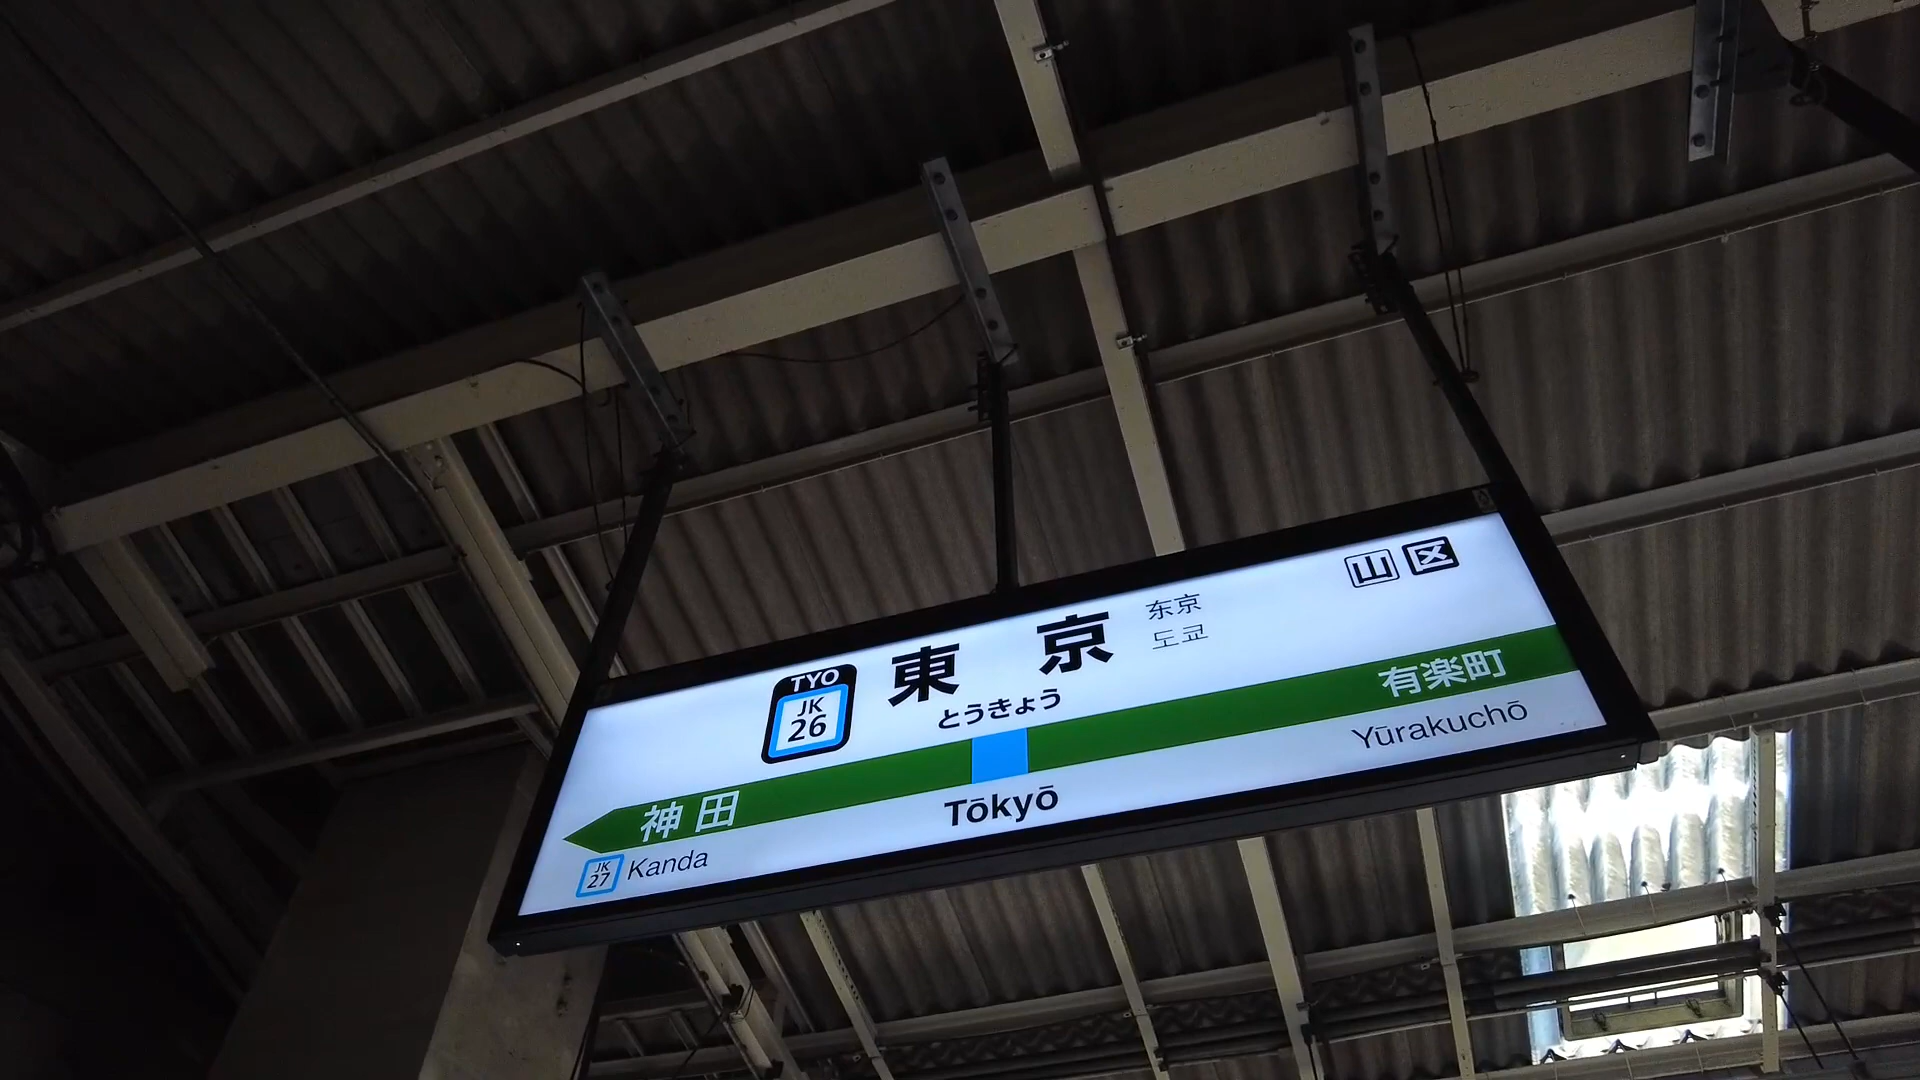 山 区
TYO
JK
26
東京
东京
도쿄
とうきょう
神田
有楽町
JK
27
Kanda
Tōkyō
Yūrakuchō